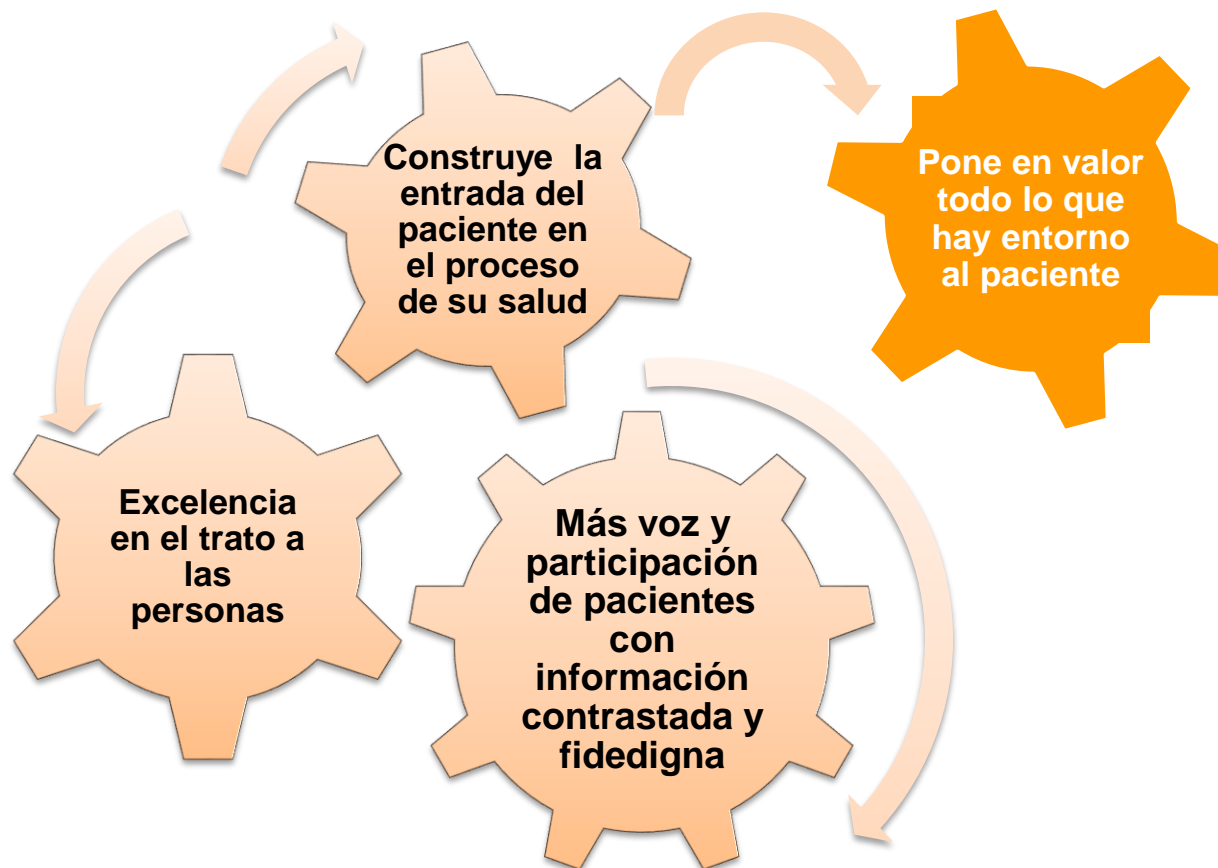 Construye la
entrada del
paciente en
el proceso
de su salud
Pone en valor
todo lo que
hay entorno
al paciente
Excelencia
en el trato a
las
personas
Más voz y
participación
de pacientes
con
información
contrastada y
fidedigna